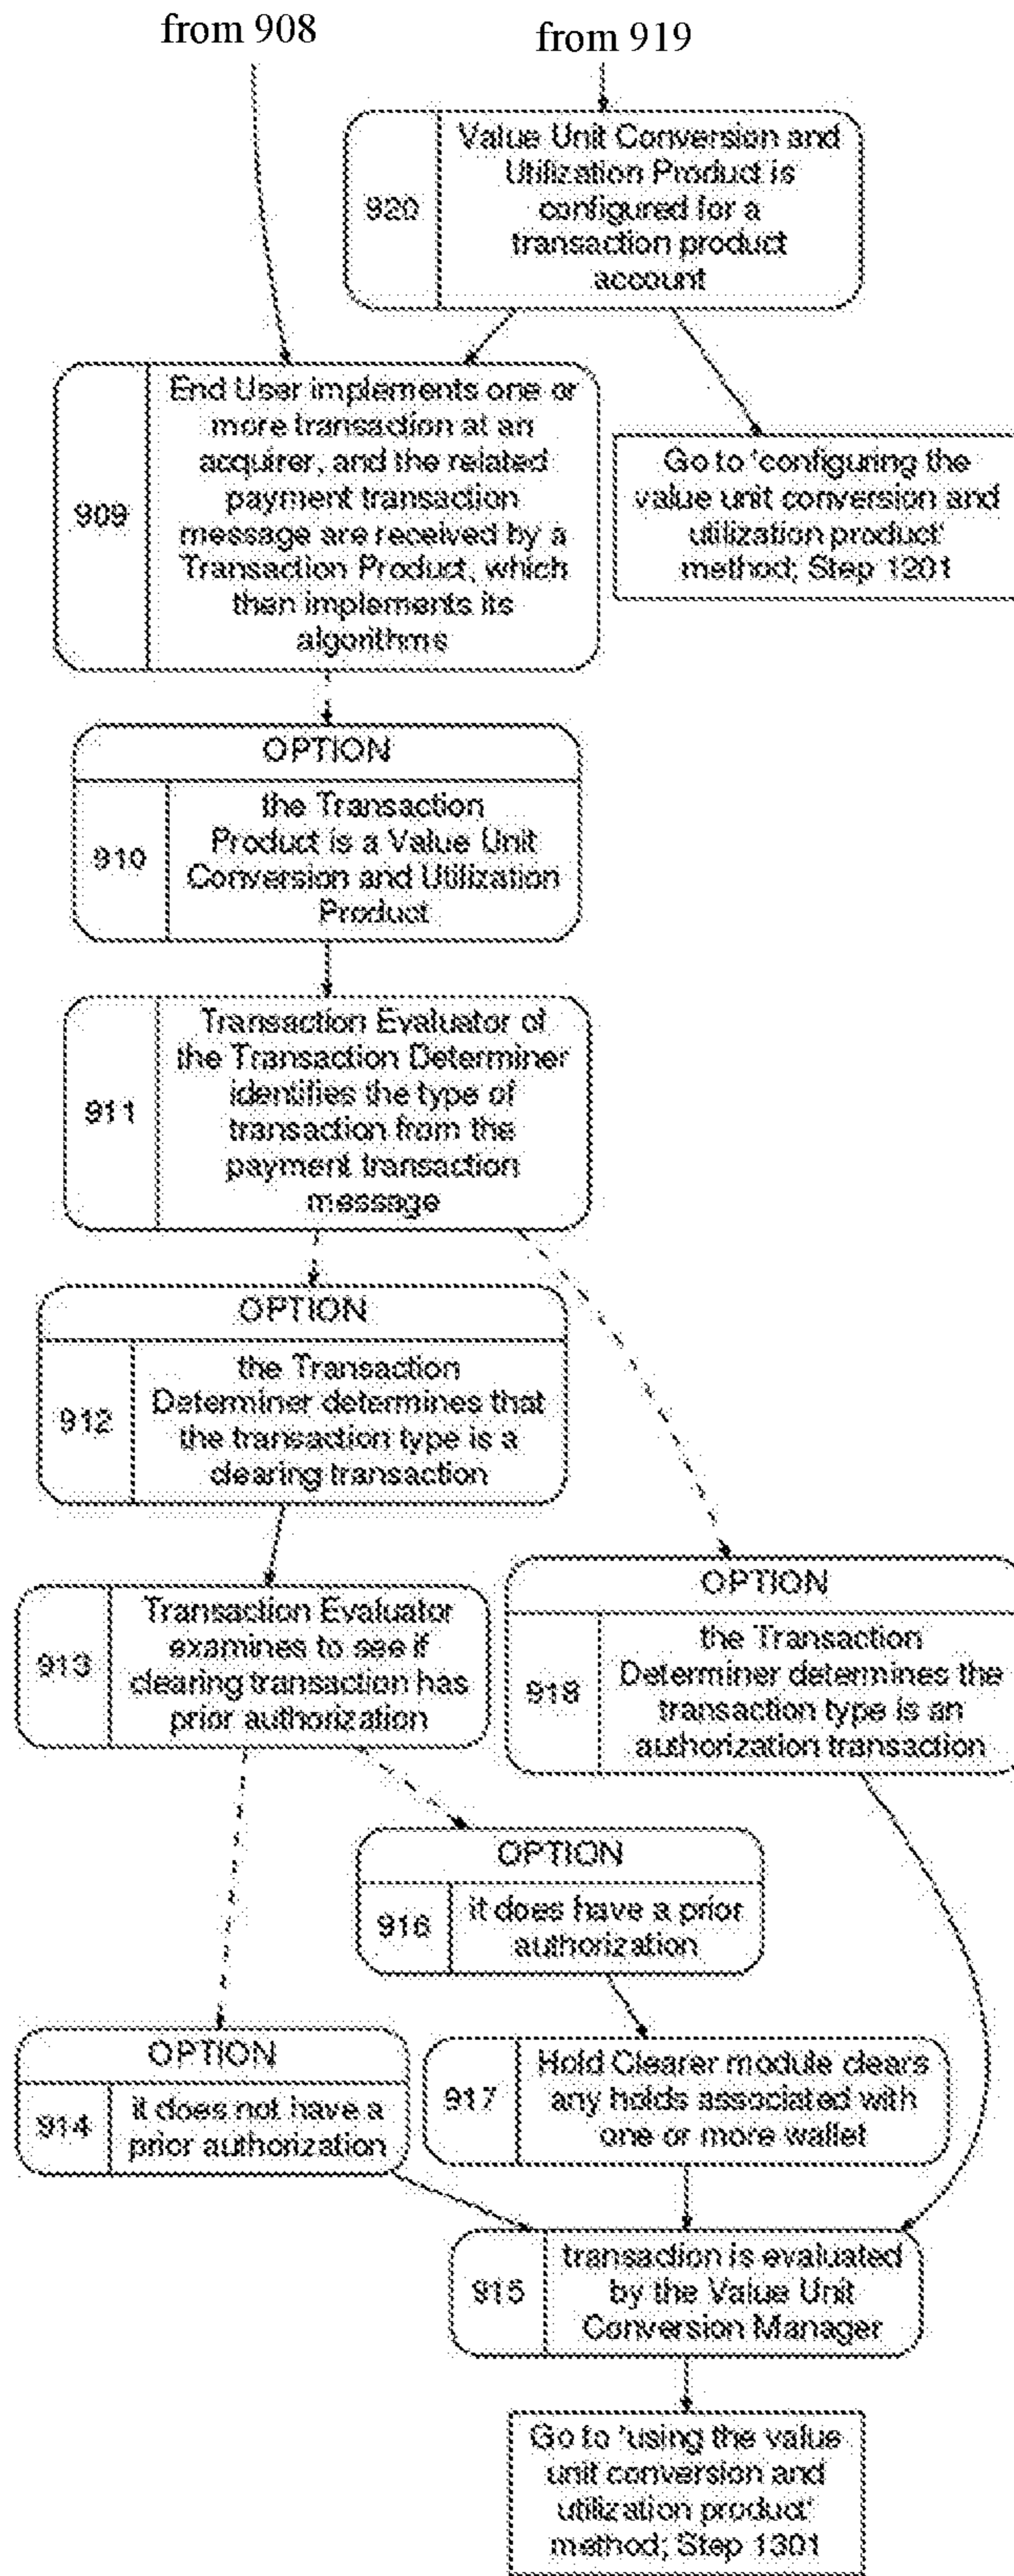 from 908
from 919
920
Value Unit Conversion and
Utilization Product is
configured for a
transaction product
account
909
End User implements one or
more transaction at an
acquirer, and the related
payment transaction
message are received by a
Transaction Product, which
then implements its
algorithms
Go to 'configuring the
value unit conversion and
utilization product'
method; Step 1201
OPTION
910
the Transaction
Product is a Value Unit
Conversion and Utilization
Product
911
Transaction Evaluator of
the Transaction Determiner
identifies the type of
transaction from the
payment transaction
message
OPTION
912
the Transaction
Determiner determines that
the transaction type is a
clearing transaction
913
Transaction Evaluator
examines to see if
clearing transaction has
prior authorization
OPTION
918
the Transaction
Determiner determines the
transaction type is an
authorization transaction
OPTION
916
it does have a prior
authorization
OPTION
914
it does not have a
prior authorization
917
Hold Clearer module clears
any holds associated with
one or more wallet
915
transaction is evaluated
by the Value Unit
Conversion Manager
Go to 'using the value
unit conversion and
utilization product'
method; Step 1301